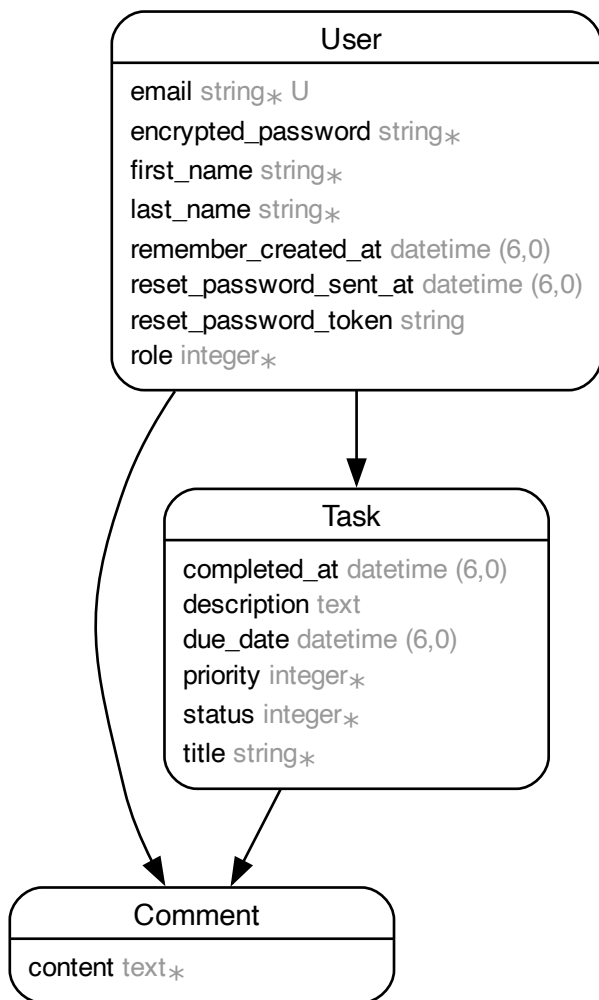 User
email string* U
encrypted_password string*
first_name string*
last_name string*
remember_created_at datetime (6,0)
reset_password_sent_at datetime (6,0)
reset_password_token string
role integer*
Task
completed_at datetime (6,0)
description text
due_date datetime (6,0)
priority integer*
status integer*
title string*
Comment
content text*